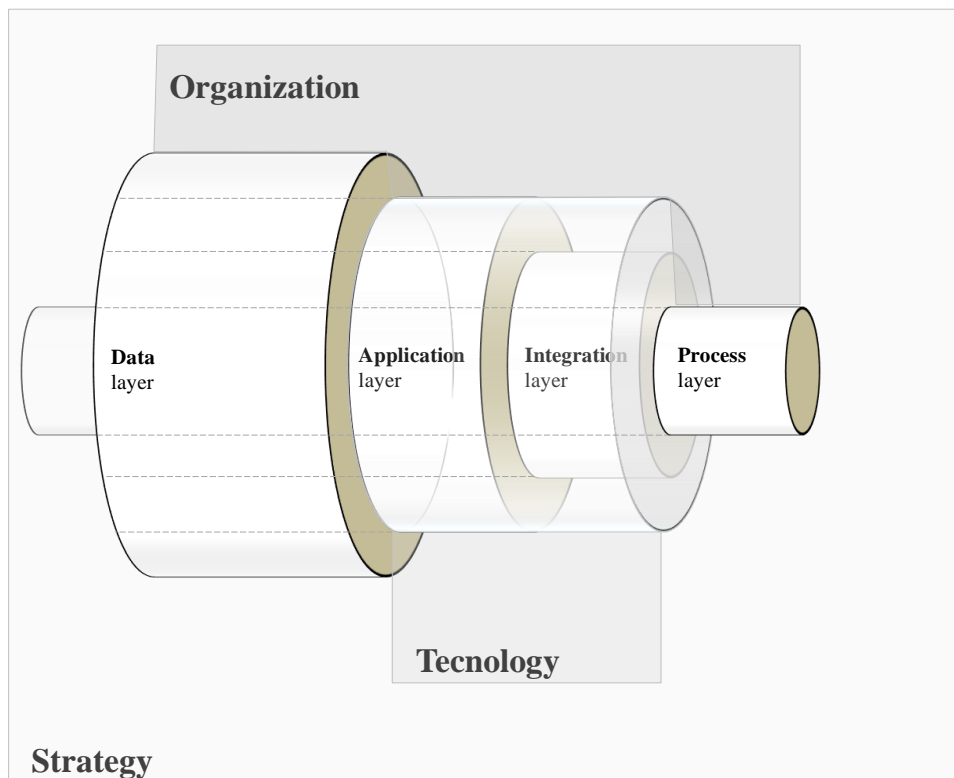 Organization
Data
layer
Application
layer
Integration
layer
Process
layer
Tecnology
Strategy